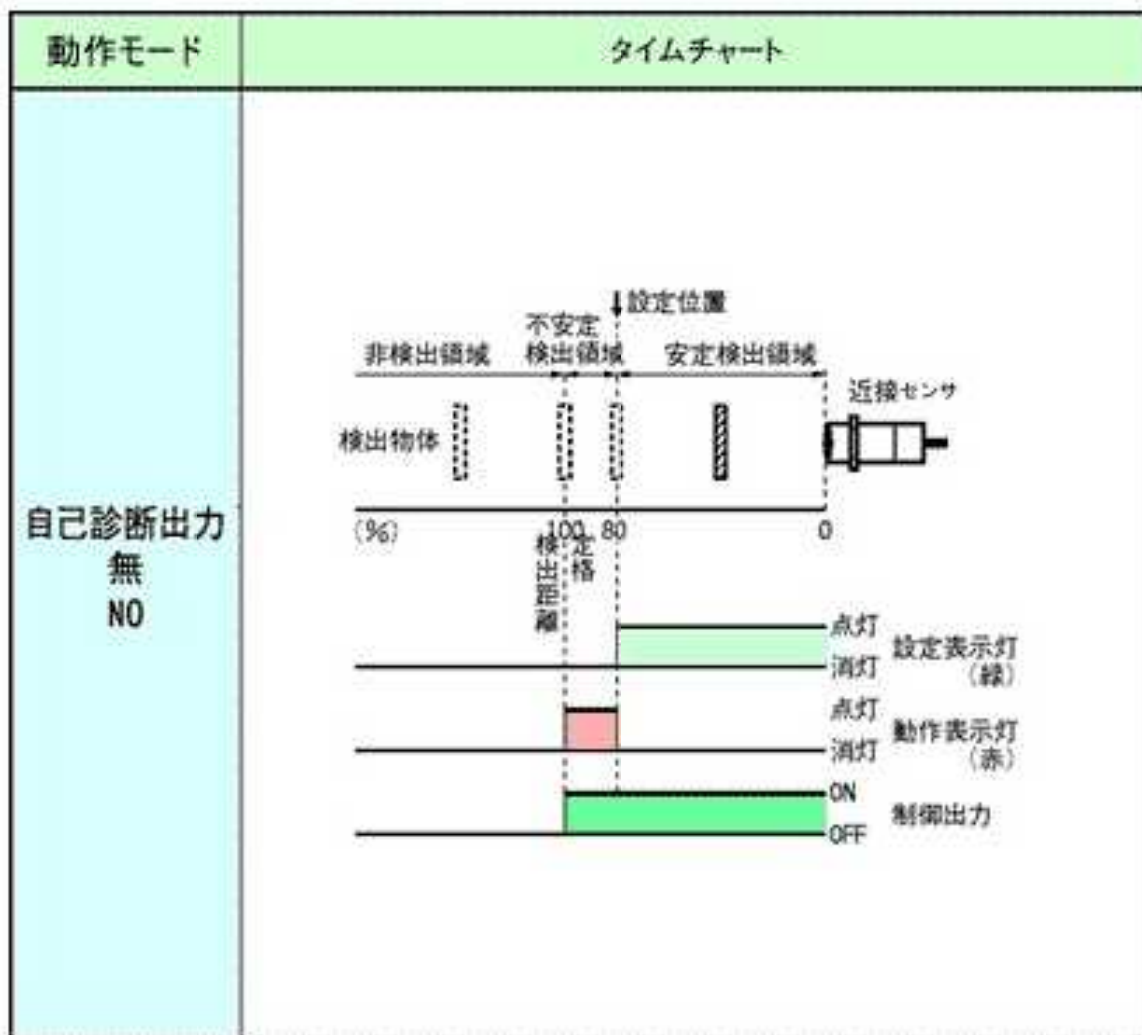 動作モード
タイムチャート
自己診断出力
無
NO
設定位置
不安定
非検出領域
検出領域
安定検出領域
近接センサ
検出物体
(%)
100
80
0
定格
検出距離
点灯
消灯
設定表示灯
(緑)
点灯
消灯
動作表示灯
(赤)
ON
OFF
制御出力